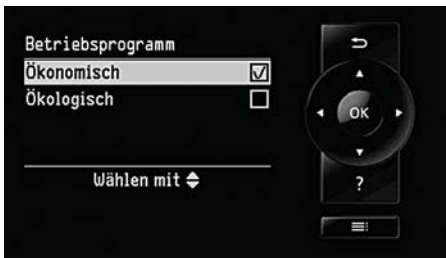 Betriebsprogramm
Ökonomisch
Ökologisch
Wählen mit
OK
?